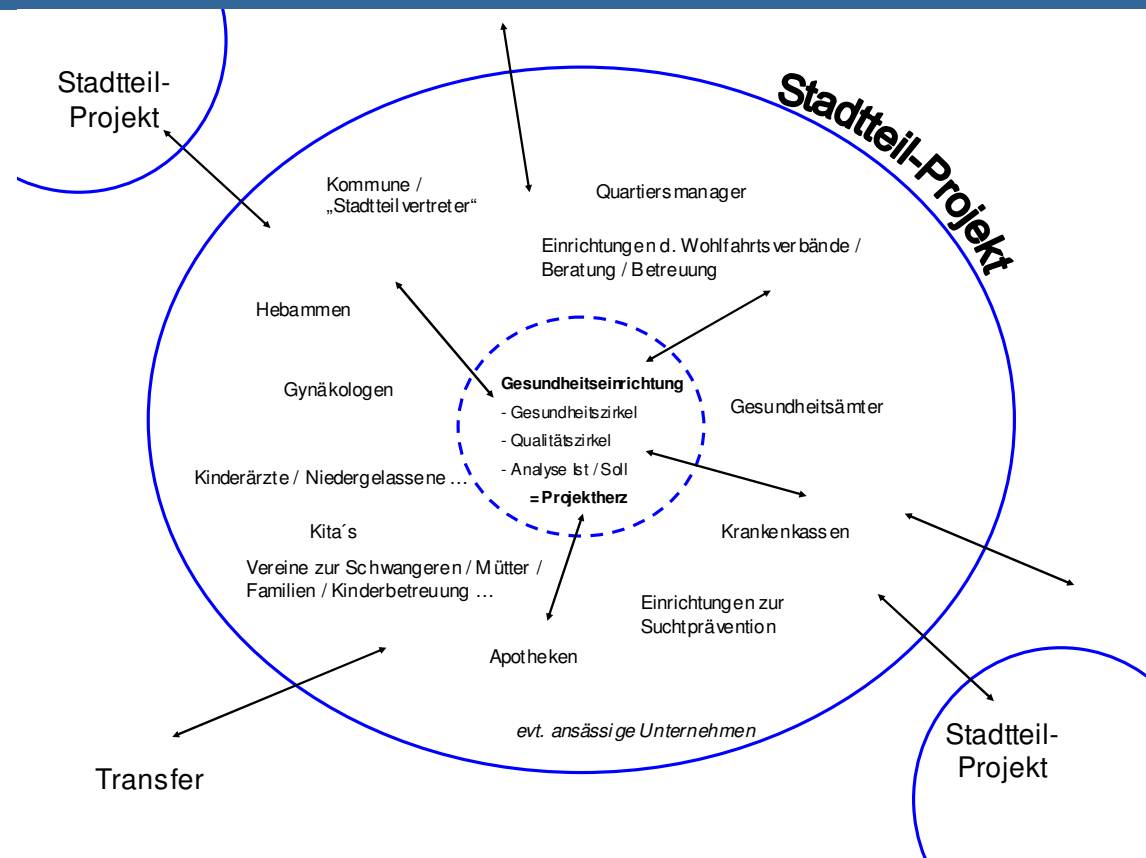 Stadtteil-
Projekt
Stadtteil-Projekt
Kommune /
„Stadtteilvertreter“
Quartiersmanager
Einrichtungen d. Wohlfahrtsverbände /
Beratung / Betreuung
Hebammen
Gynäkologen
Gesundheitseinrichtung
- Gesundheitszirkel
- Qualitätszirkel
- Analyse Ist / Soll
= Projektherz
Gesundheitsämter
Kinderärzte / Niedergelassene …
Kita´s
Krankenkassen
Vereine zur Schwangeren / Mütter /
Familien / Kinderbetreuung …
Einrichtungen zur
Suchtprävention
Apotheken
evt. ansässige Unternehmen
Transfer
Stadtteil-
Projekt